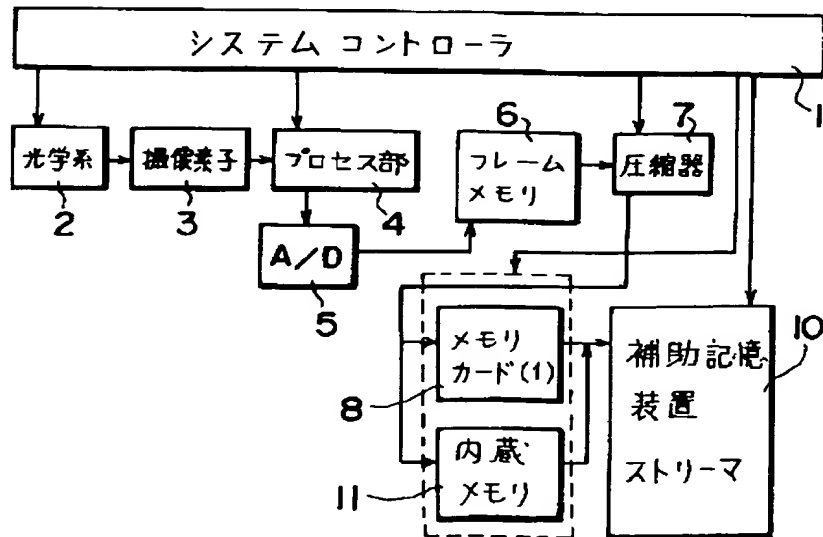 システム コントローラ
1
6
7
光学系
撮像素子
プロセス部
フレーム
メモリ
圧縮器
2
3
4
A/D
5
メモリ
カード(1)
8
補助記憶
装置
ストリーマ
10
内蔵
メモリ
11